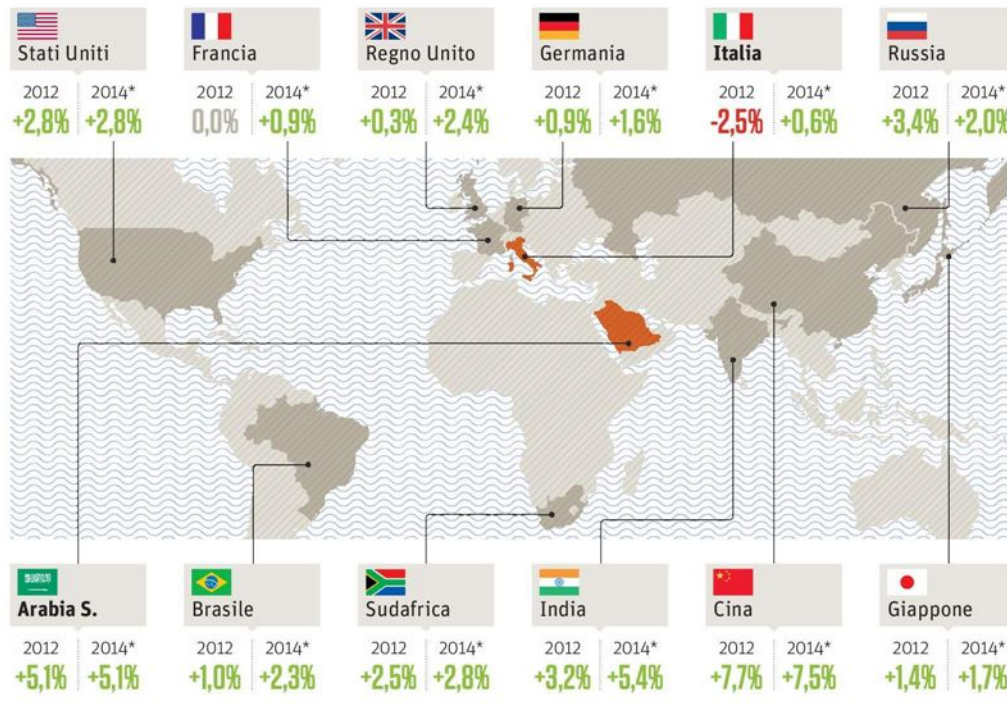 Stati Uniti
2012 2014*
+2,8% +2,8%
Francia
2012 2014*
0,0% +0,9%
Regno Unito
2012 2014*
+0,3% +2,4%
Germania
2012 2014*
+0,9% +1,6%
Italia
2012 2014*
-2,5% +0,6%
Russia
2012 2014*
+3,4% +2,0%
Arabia S.
2012 2014*
+5,1% +5,1%
Brasile
2012 2014*
+1,0% +2,3%
Sudafrica
2012 2014*
+2,5% +2,8%
India
2012 2014*
+3,2% +5,4%
Cina
2012 2014*
+7,7% +7,5%
Giappone
2012 2014*
+1,4% +1,7%